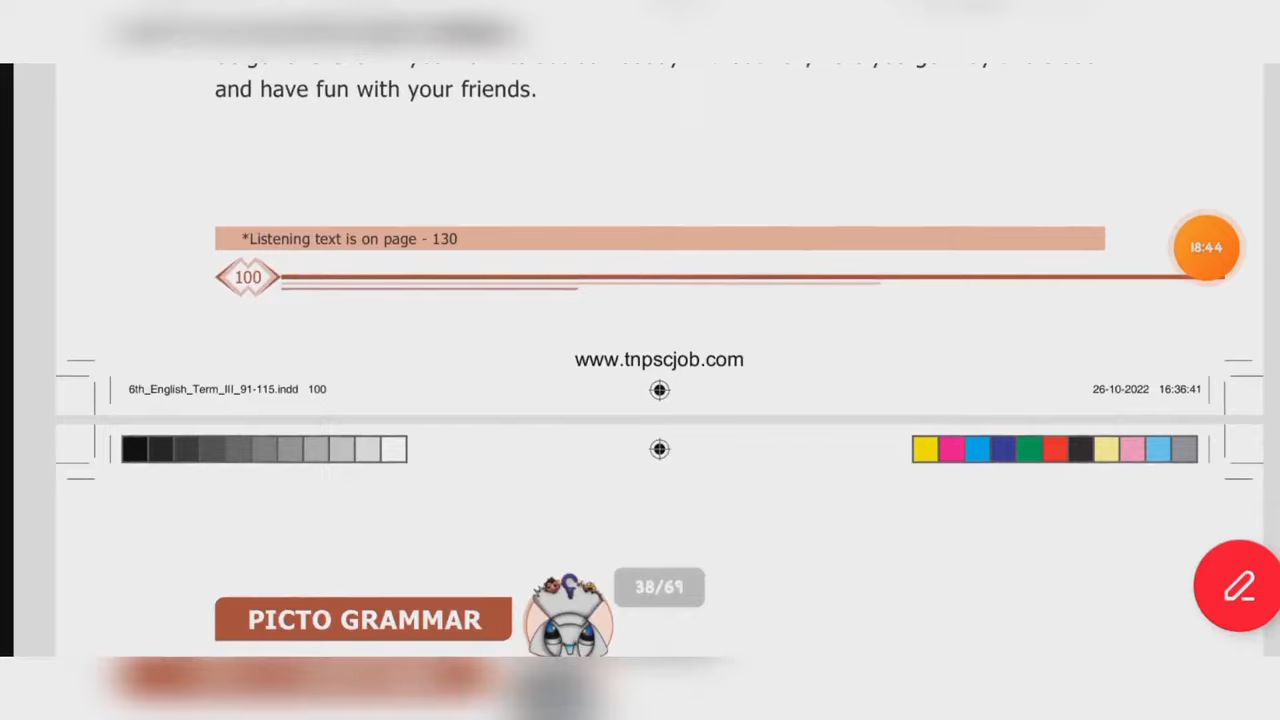 and have fun with your friends.
*Listening text is on page - 130
18:44
100
www.tnpscjob.com
6th_English_Term_III_91-115.indd 100
26-10-2022 16:36:41
38/69
PICTO GRAMMAR